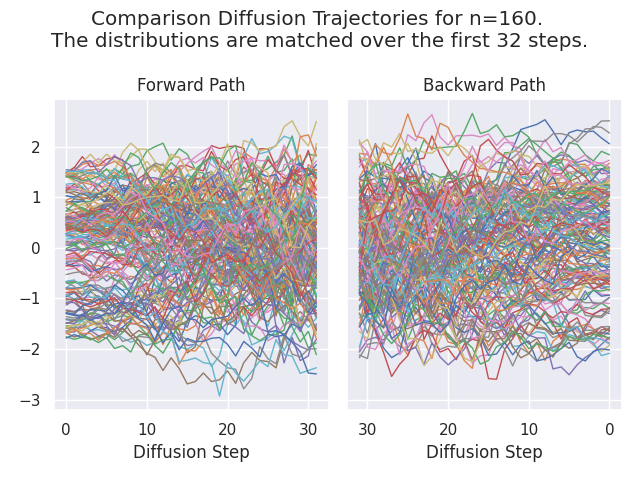 Comparison Diffusion Trajectories for n=160.
The distributions are matched over the first 32 steps.
Forward Path
Backward Path
2
1
0
−1
−2
−3
0
10
20
30
30
20
10
0
Diffusion Step
Diffusion Step